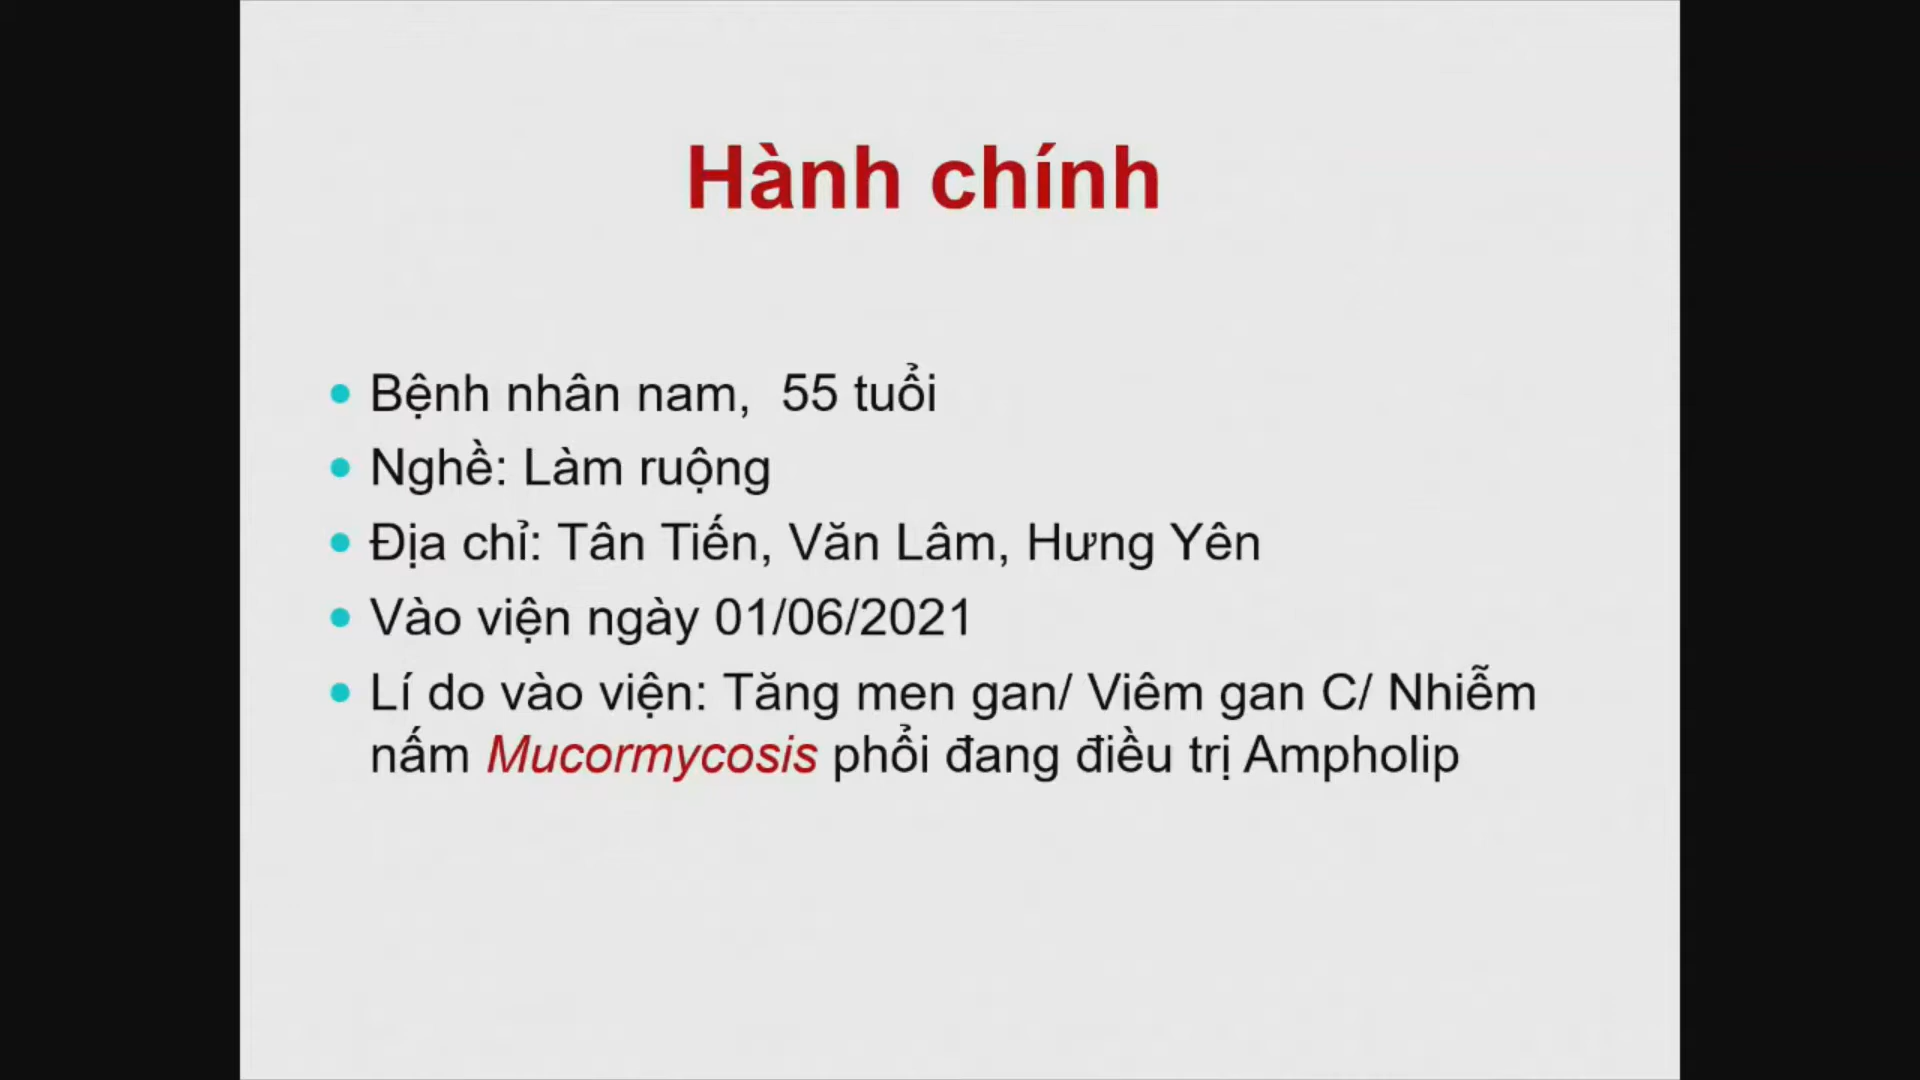 Hành chính
Bệnh nhân nam, 55 tuổi
Nghề: Làm ruộng
Địa chỉ: Tân Tiến, Văn Lâm, Hưng Yên
Vào viện ngày 01/06/2021
Lí do vào viện: Tăng men gan/ Viêm gan C/ Nhiễm
nấm Mucormycosis phổi đang điều trị Ampholip